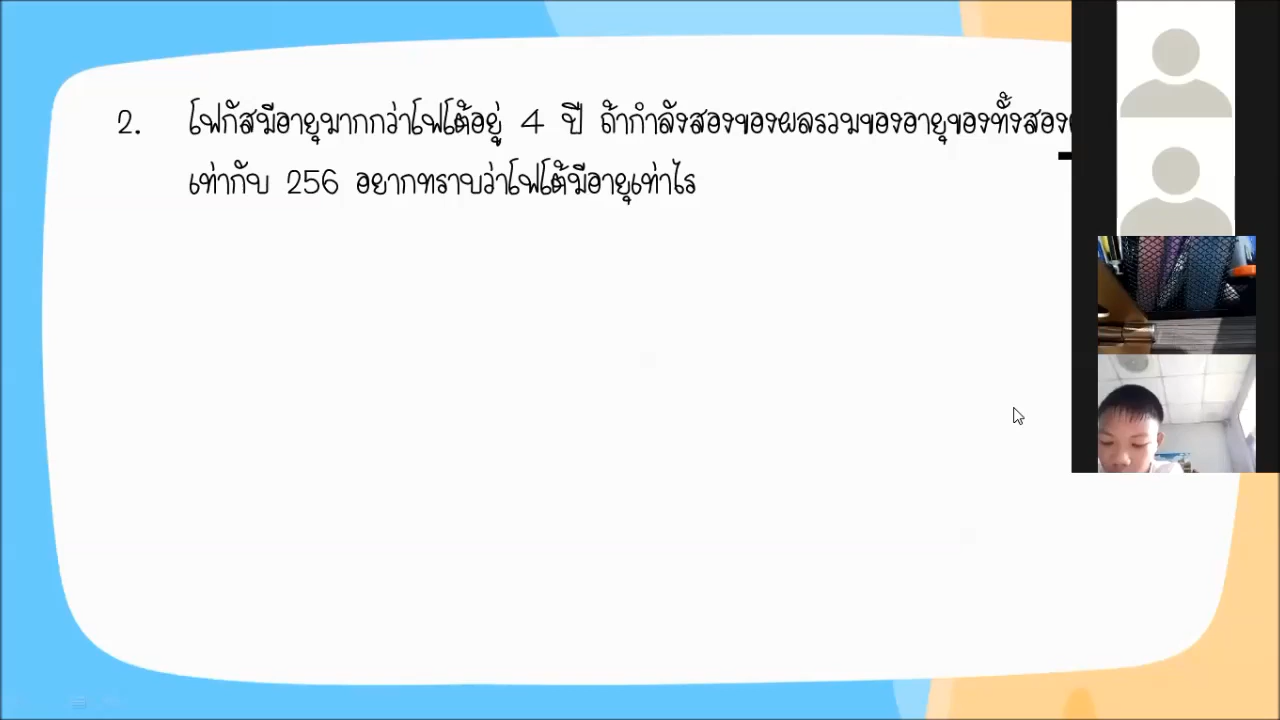 2. โฟกัสมีอายุมากกว่าโฟโต้อยู่ 4 ปี ถ้ากำลังสองของผลรวมของอายุของทั้งสอง
เท่ากับ 256 อยากทราบว่าโฟโต้มีอายุเท่าไร